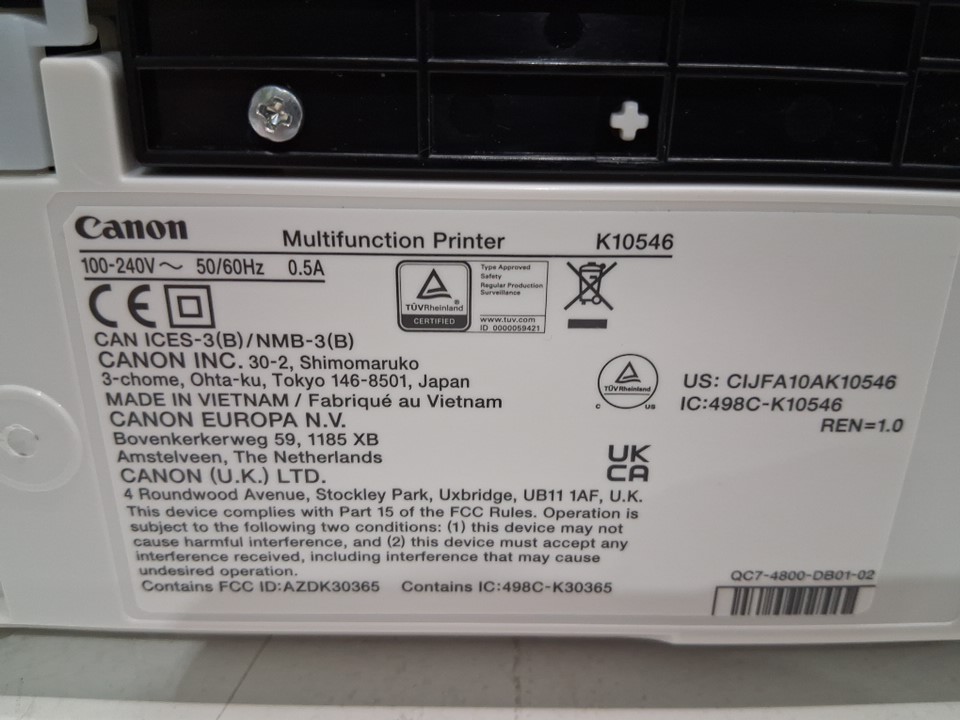 Canon
Multifunction Printer K10546
100-240V～ 50/60Hz 0.5A
TÜVRheinland
CERTIFIED
Type Approved
Safety
Regular Production
Surveillance
www.tuv.com
ID 0000059421
CE
CAN ICES-3(B)/NMB-3(B)
CANON INC. 30-2, Shimomaruko
3-chome, Ohta-ku, Tokyo 146-8501, Japan
MADE IN VIETNAM / Fabriqué au Vietnam
CANON EUROPA N.V.
Bovenkerkerweg 59, 1185 XB
Amstelveen, The Netherlands
CANON (U.K.) LTD.
4 Roundwood Avenue, Stockley Park, Uxbridge, UB11 1AF, U.K.
This device complies with Part 15 of the FCC Rules. Operation is
subject to the following two conditions: (1) this device may not
cause harmful interference, and (2) this device must accept any
interference received, including interference that may cause
undesired operation.
Contains FCC ID:AZDK30365 Contains IC:498C-K30365
TÜVRheinland
C US
US: CIJFA10AK10546
IC:498C-K10546
REN=1.0
UK
CA
QC7-4800-DB01-02